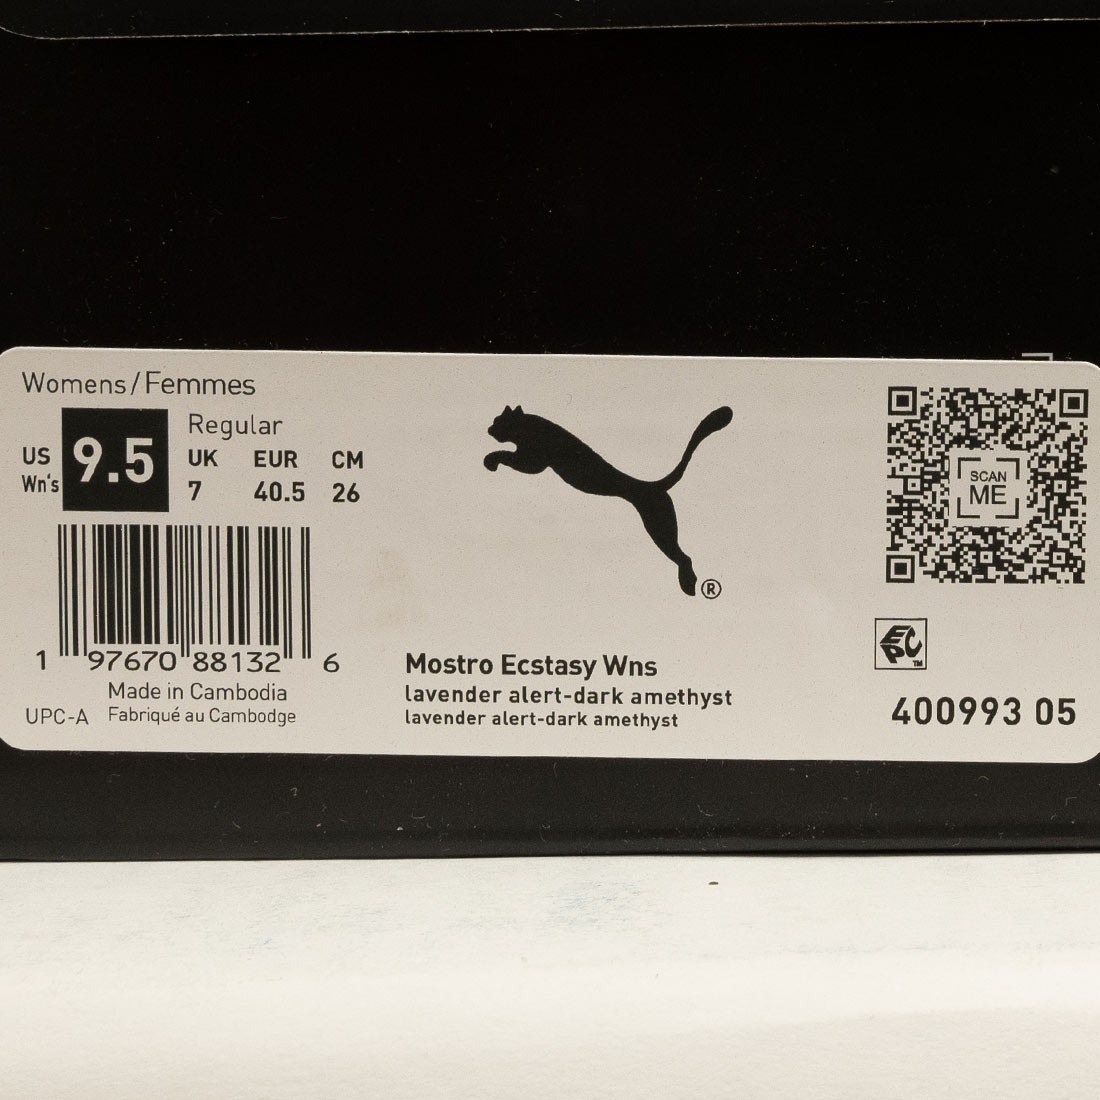 Womens/Femmes
US
Wn's
9.5
Regular
UK EUR CM
7 40.5 26
1 97670 88132 6
Made in Cambodia
UPC-A Fabriqué au Cambodge
®
Mostro Ecstasy Wns
lavender alert-dark amethyst
lavender alert-dark amethyst
SCAN
ME
EPC™
400993 05